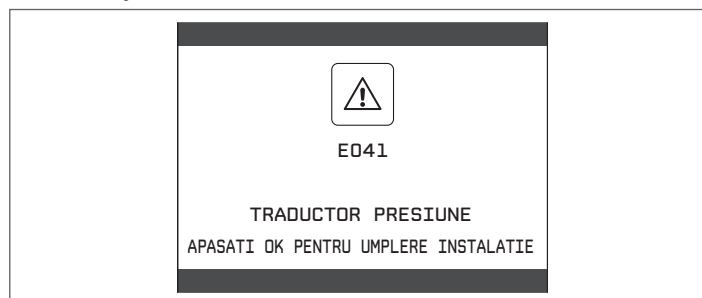 E041
TRADUCTOR PRESIUNE
APASATI OK PENTRU UMPLERE INSTALATIE